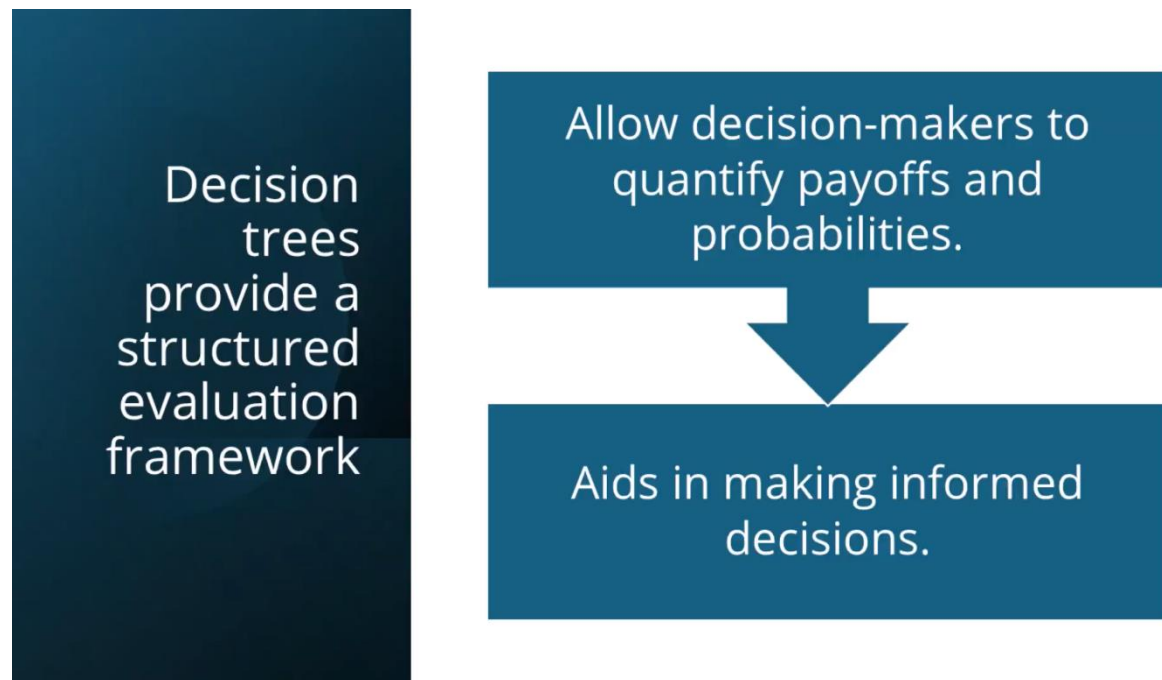 Decision
trees
provide a
structured
evaluation
framework
Allow decision-makers to
quantify payoffs and
probabilities.
Aids in making informed
decisions.